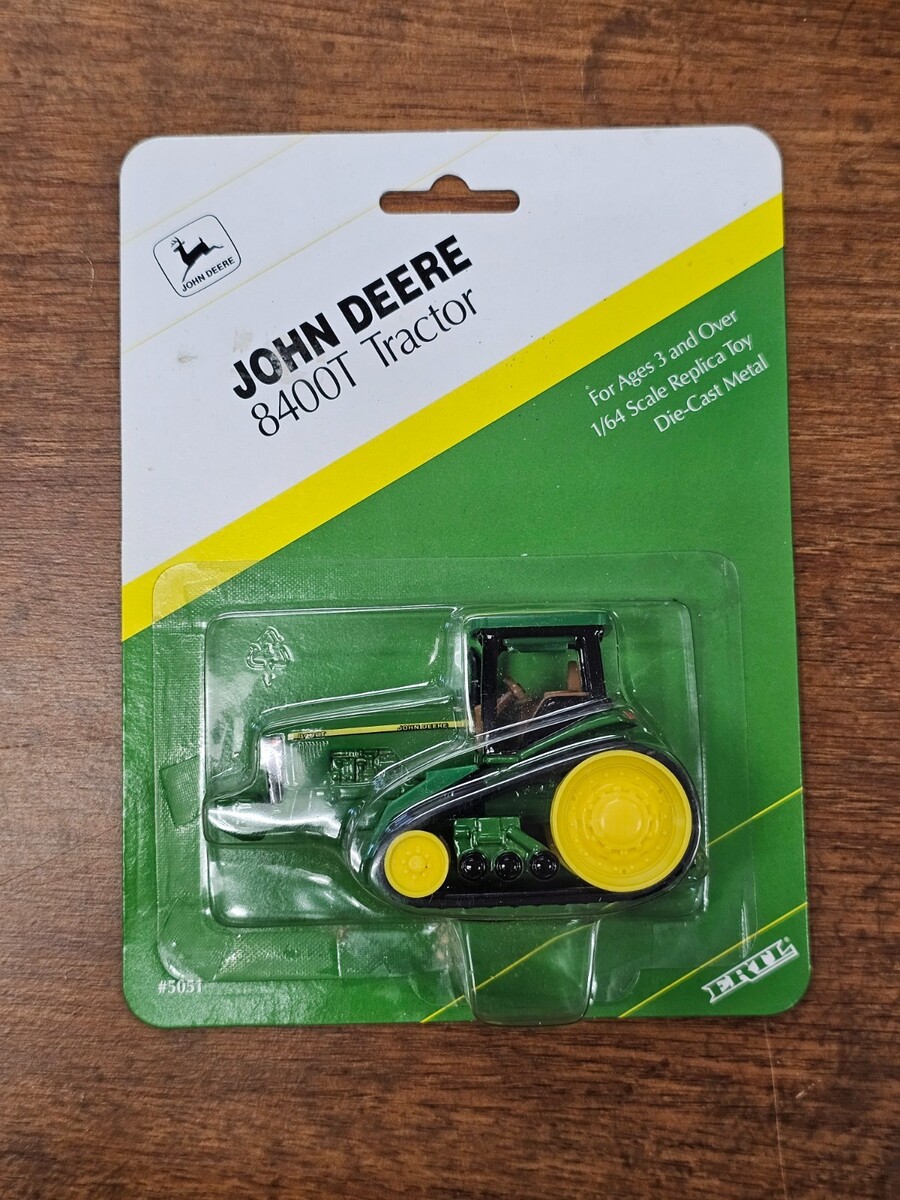 JOHN DEERE
JOHN DEERE
8400T Tractor
For Ages 3 and Over
1/64 Scale Replica Toy
Die-Cast Metal
JOHN DEERE
#5051
ERTL®